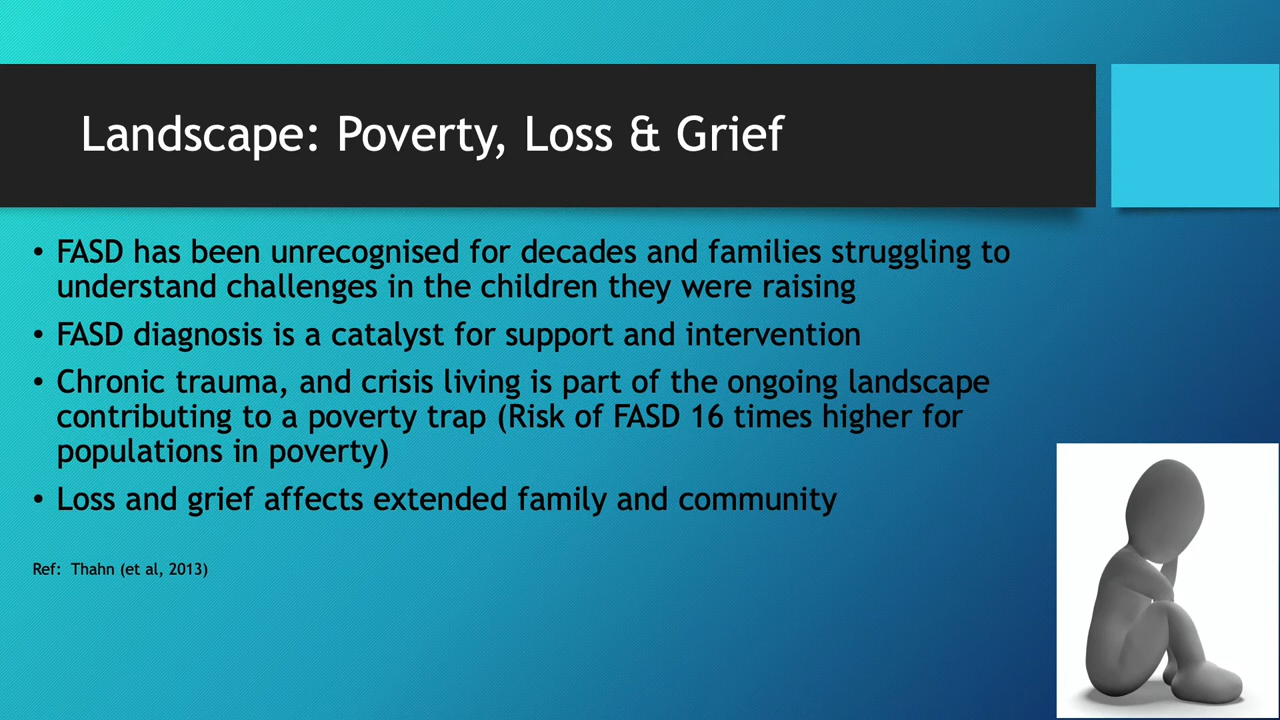 Landscape: Poverty, Loss & Grief
• FASD has been unrecognised for decades and families struggling to
understand challenges in the children they were raising
• FASD diagnosis is a catalyst for support and intervention
• Chronic trauma, and crisis living is part of the ongoing landscape
contributing to a poverty trap (Risk of FASD 16 times higher for
populations in poverty)
• Loss and grief affects extended family and community
Ref: Thahn (et al, 2013)